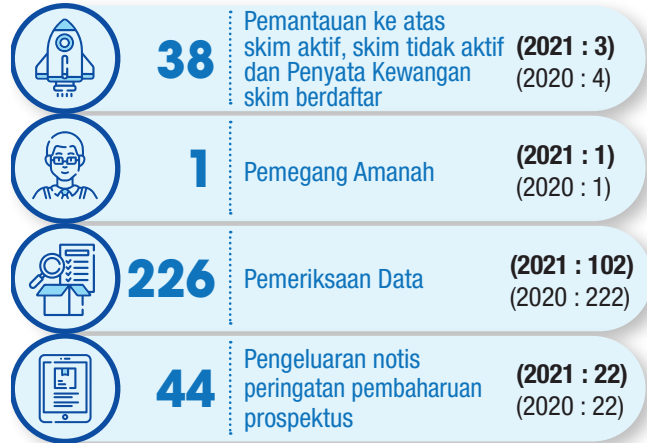 38
Pemantauan ke atas
skim aktif, skim tidak aktif
dan Penyata Kewangan
skim berdaftar
(2021 : 3)
(2020 : 4)
1
Pemegang Amanah
(2021 : 1)
(2020 : 1)
226
Pemeriksaan Data
(2021 : 102)
(2020 : 222)
44
Pengeluaran notis
peringatan pembaharuan
prospektus
(2021 : 22)
(2020 : 22)